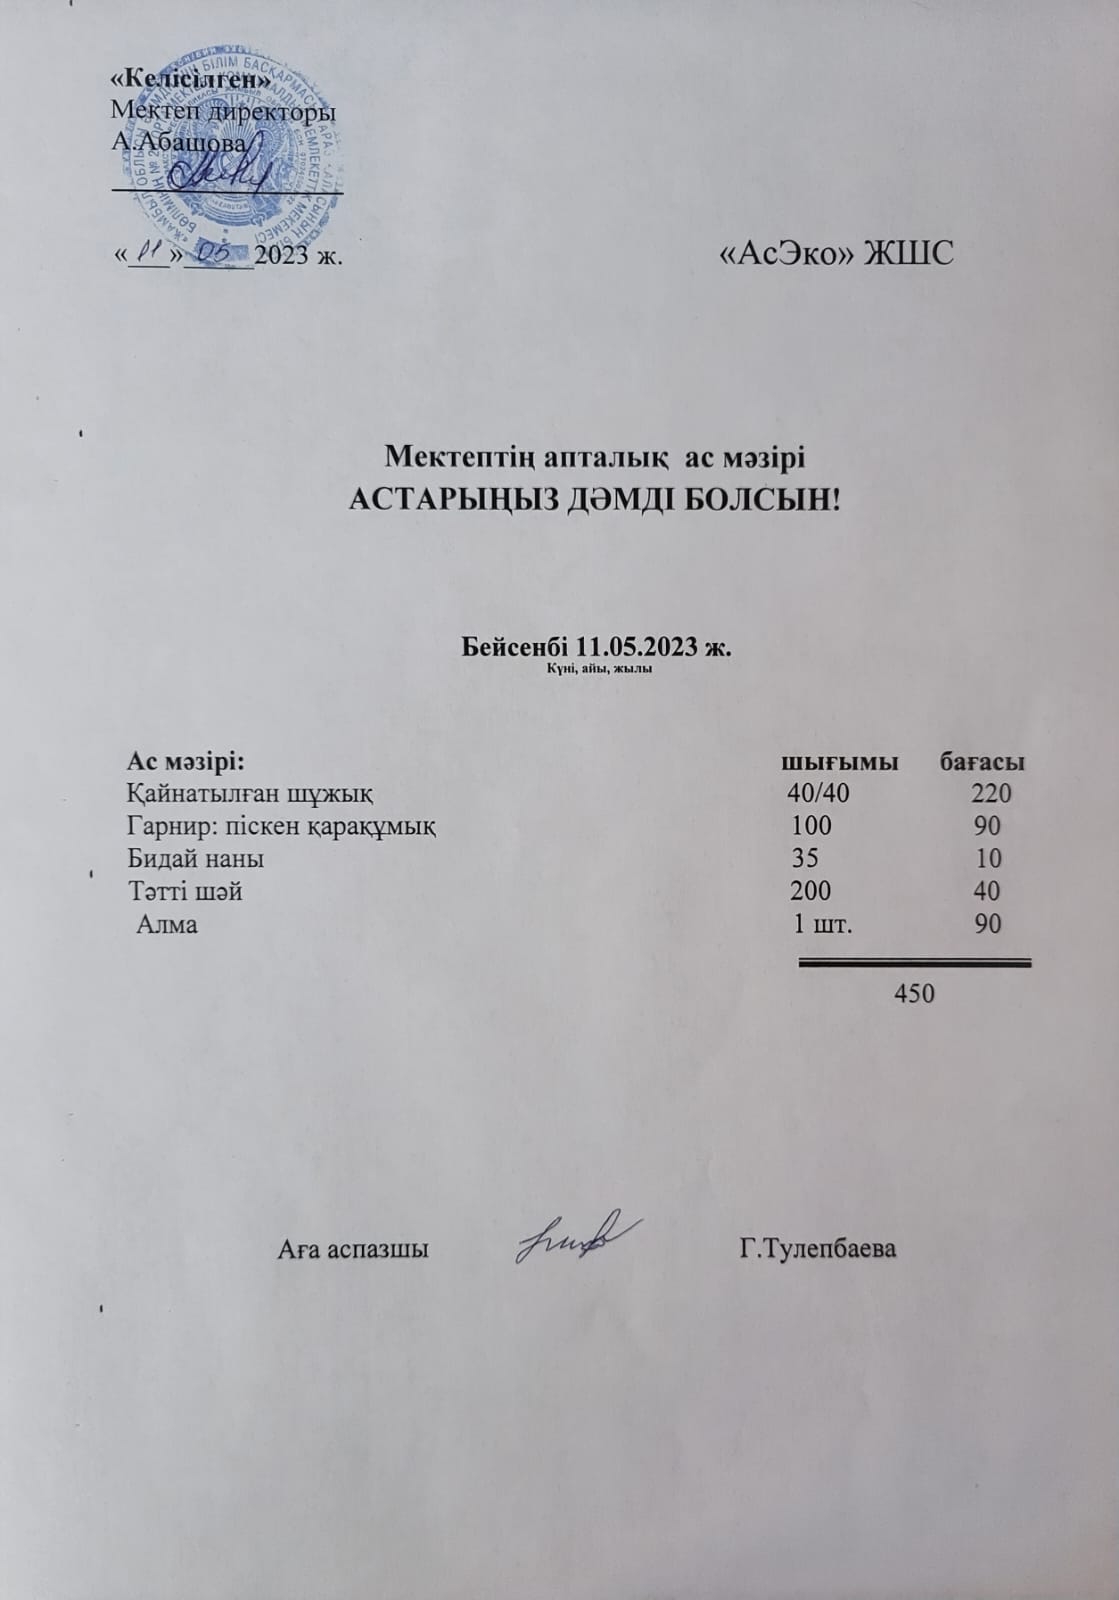 «Келісілген»
Мектеп директоры
А.Абашова
«11» 05 2023 ж.
«АсЭко» ЖШС
Мектептің апталық ас мәзірі
АСТАРЫҢЫЗ ДӘМДІ БОЛСЫН!
Бейсенбі 11.05.2023 ж.
Күні, айы, жылы
Ас мәзірі: шығымы бағасы
Қайнатылған шұжық 40/40 220
Гарнир: піскен қарақұмық 100 90
Бидай наны 35 10
Тәтті шәй 200 40
Алма 1 шт. 90
450
Аға аспазшы Г.Тулепбаева